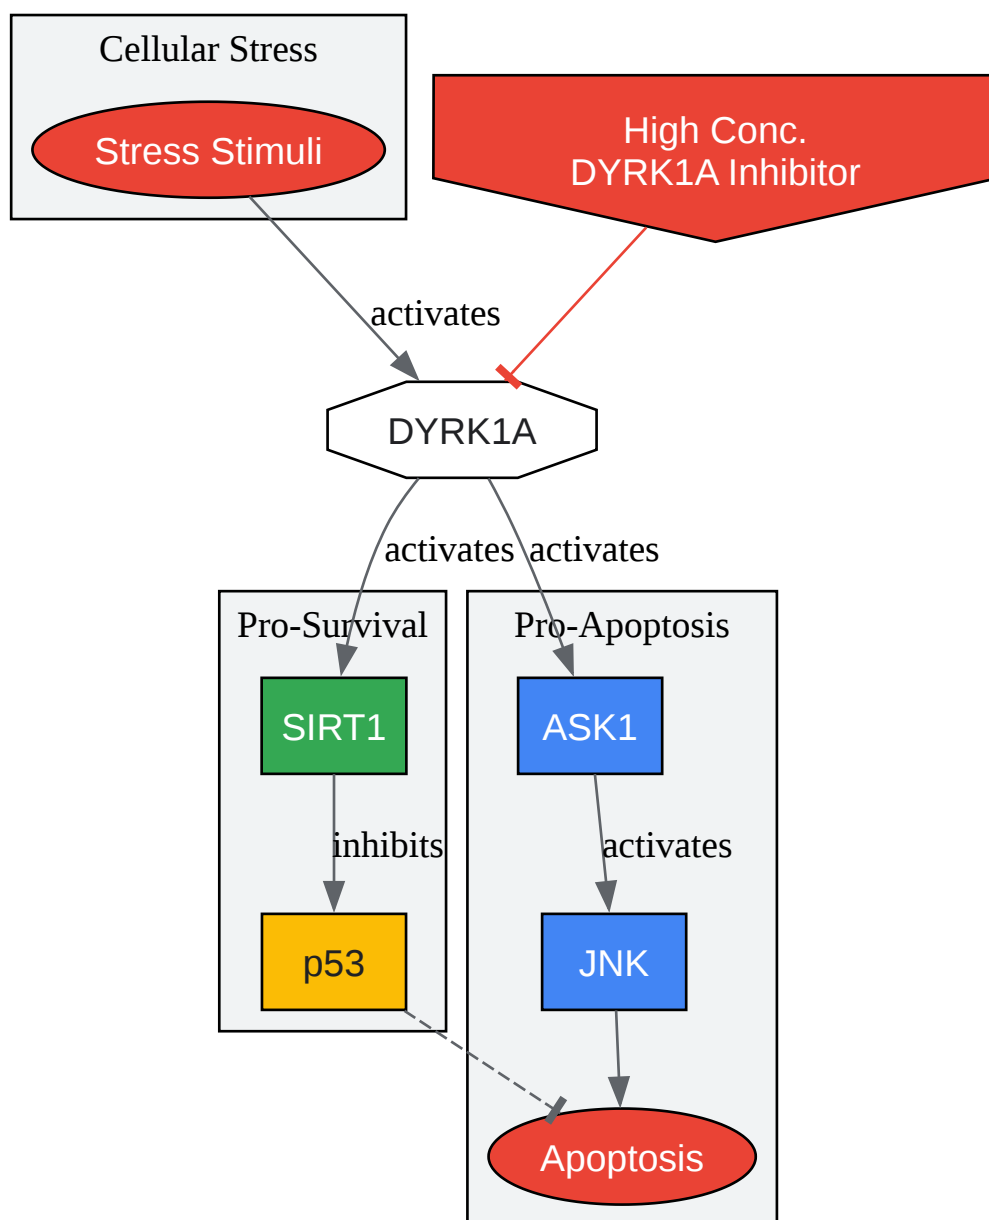 Cellular Stress
Stress Stimuli
High Conc.
DYRK1A Inhibitor
activates
DYRK1A
activates
activates
Pro-Survival
Pro-Apoptosis
SIRT1
ASK1
inhibits
activates
p53
JNK
Apoptosis